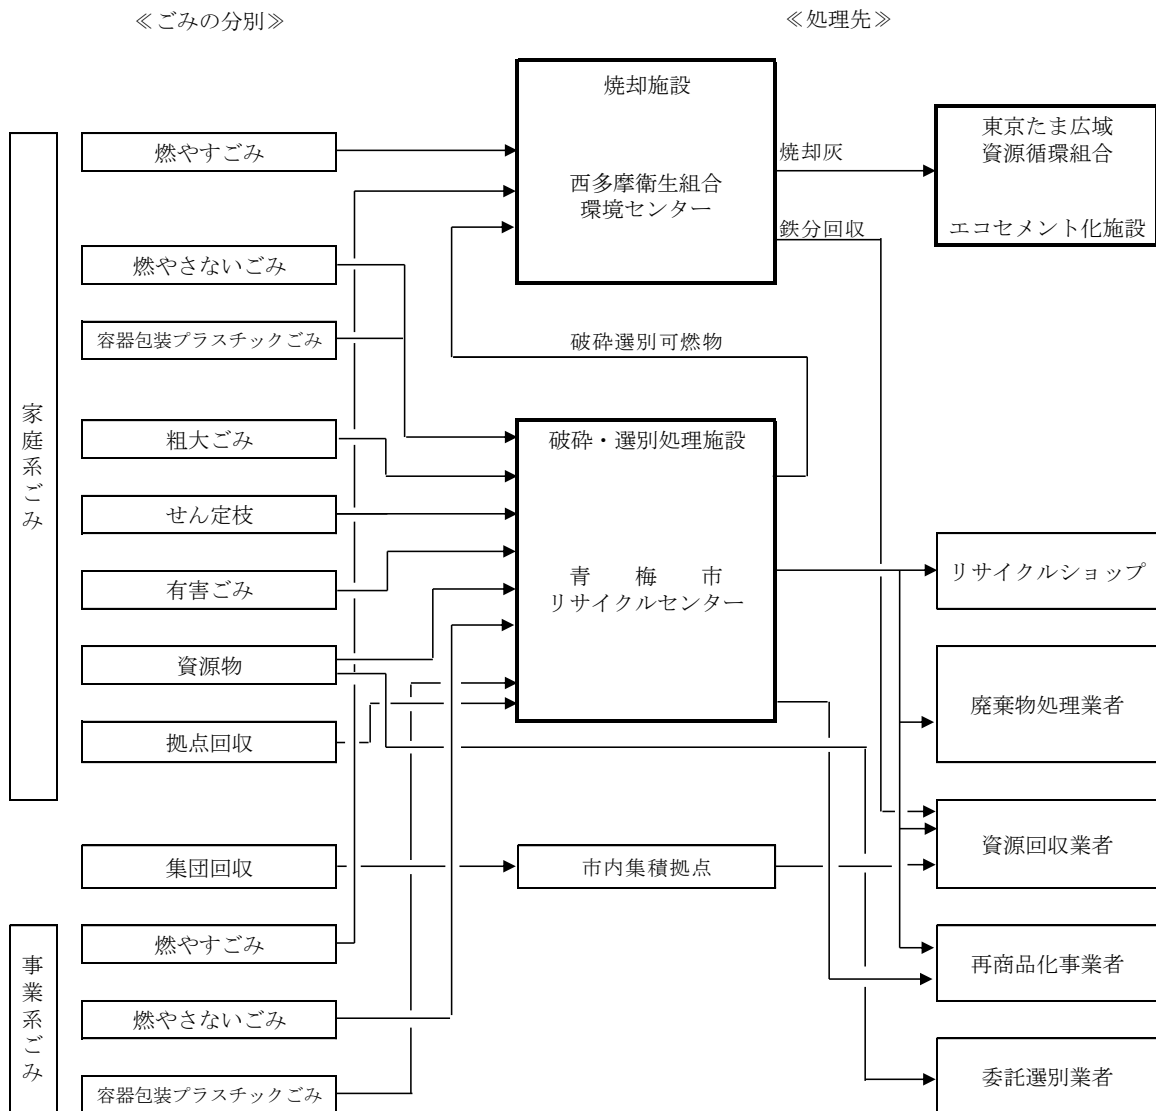 ≪ごみの分別≫
≪処理先≫
家庭系ごみ
燃やすごみ
燃やさないごみ
容器包装プラスチックごみ
粗大ごみ
せん定枝
有害ごみ
資源物
拠点回収
集団回収
事業系ごみ
燃やすごみ
燃やさないごみ
容器包装プラスチックごみ
焼却施設
西多摩衛生組合
環境センター
焼却灰
鉄分回収
破砕選別可燃物
破砕・選別処理施設
青　梅　市
リサイクルセンター
市内集積拠点
東京たま広域
資源循環組合
エコセメント化施設
リサイクルショップ
廃棄物処理業者
資源回収業者
再商品化事業者
委託選別業者